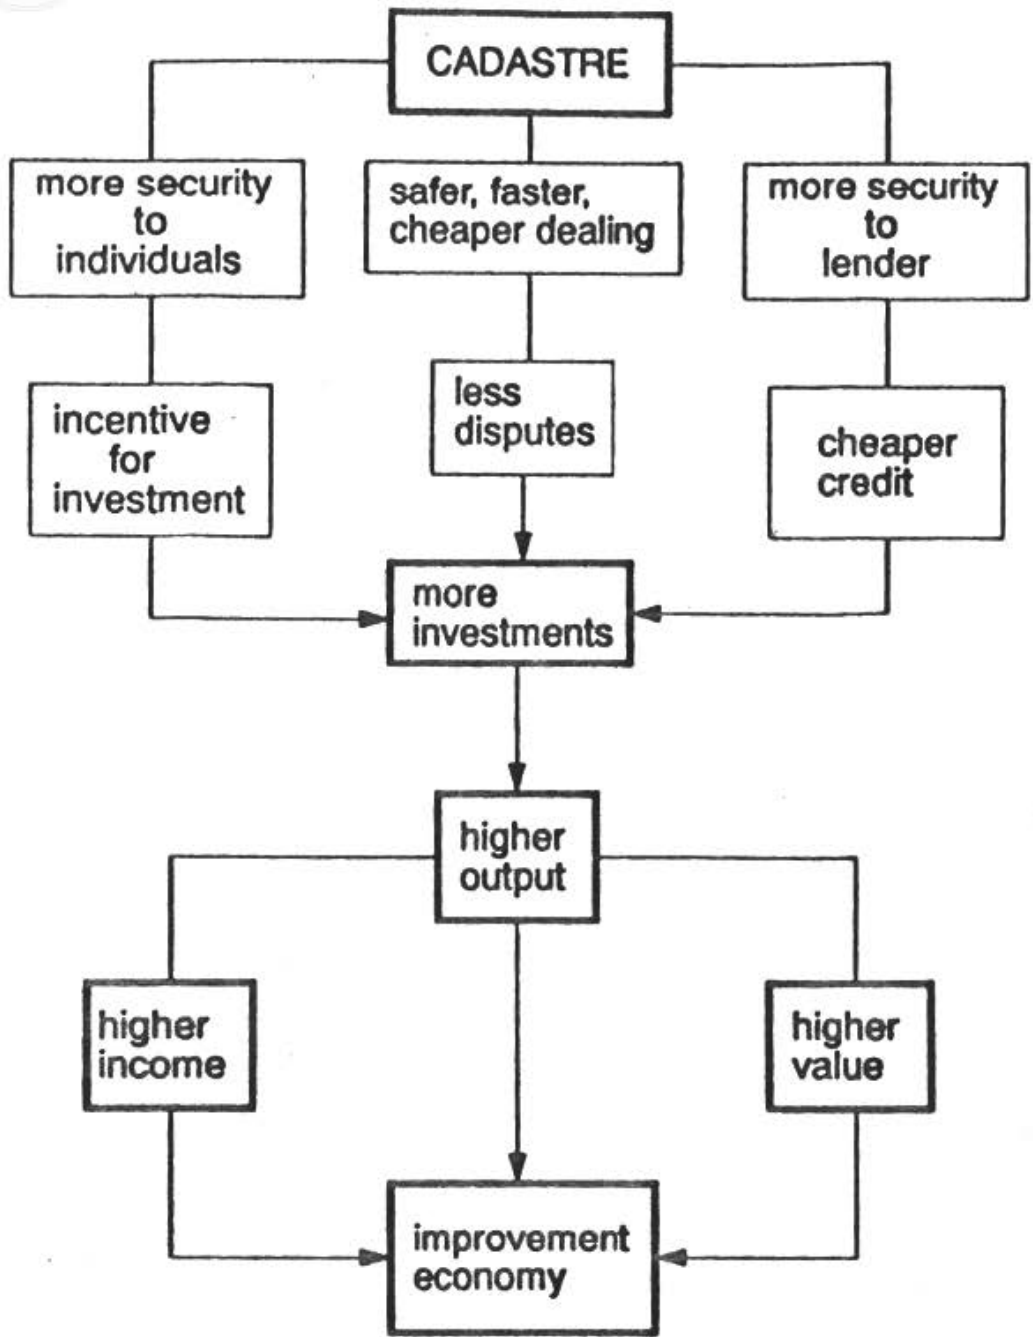 CADASTRE
more security
to
individuals
safer, faster,
cheaper dealing
more security
to
lender
incentive
for
investment
less
disputes
cheaper
credit
more
investments
higher
output
higher
income
higher
value
improvement
economy